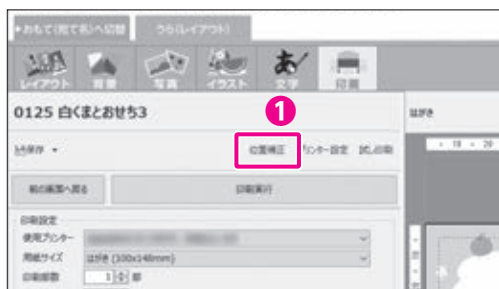 ▸おもて(宛て名)へ切替 うら(レイアウト)
レイアウト 背景 写真 イラスト 文字 印刷
0125 白くまとおせち3
はがき
1
保存 ▾ 位置補正 プリンター設定 試し印刷
前の画面へ戻る 印刷実行
印刷設定
使用プリンター
用紙サイズ はがき (100x148mm)
印刷部数 1 部